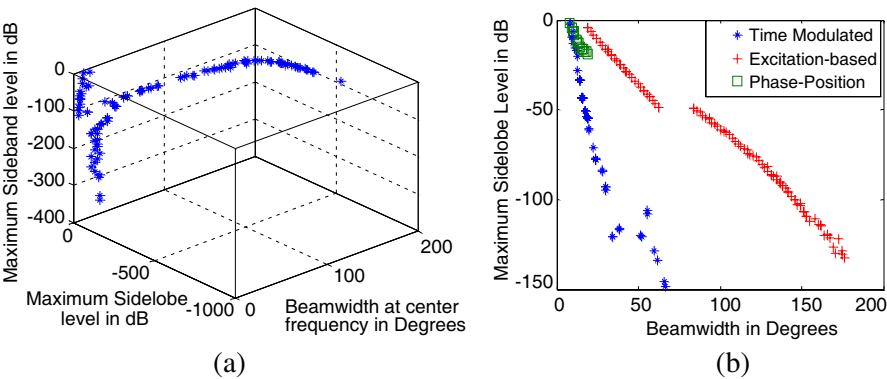 Maximum Sideband level in dB
0
-100
-200
-300
-400
0
-500
-1000
Maximum Sidelobe
level in dB
0
100
200
Beamwidth at center
frequency in Degrees
(a)
Maximum Sidelobe Level in dB
0
-50
-100
-150
0
50
100
150
200
Beamwidth in Degrees
Time Modulated
Excitation-based
Phase-Position
(b)